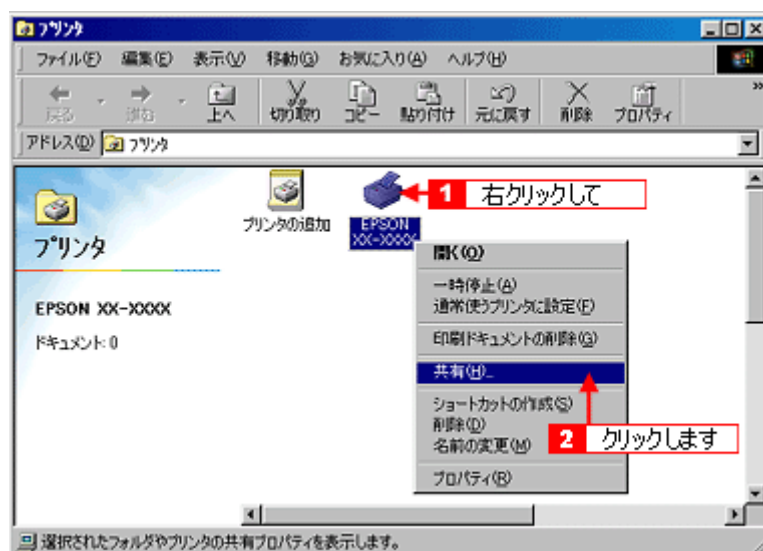 プリンタ
ファイル(F) 編集(E) 表示(V) 移動(G) お気に入り(A) ヘルプ(H)
戻る 進む 上へ 切り取り コピー 貼り付け 元に戻す 削除 プロパティ »
アドレス(D) プリンタ
プリンタの追加
EPSON
XX-XXXX
1 右クリックして
プリンタ
EPSON XX-XXXX
ドキュメント: 0
開く(O)
一時停止(A)
通常使うプリンタに設定(F)
印刷ドキュメントの削除(G)
共有(H)...
ショートカットの作成(S)
削除(D)
名前の変更(M)
2 クリックします
プロパティ(R)
選択されたフォルダやプリンタの共有プロパティを表示します。